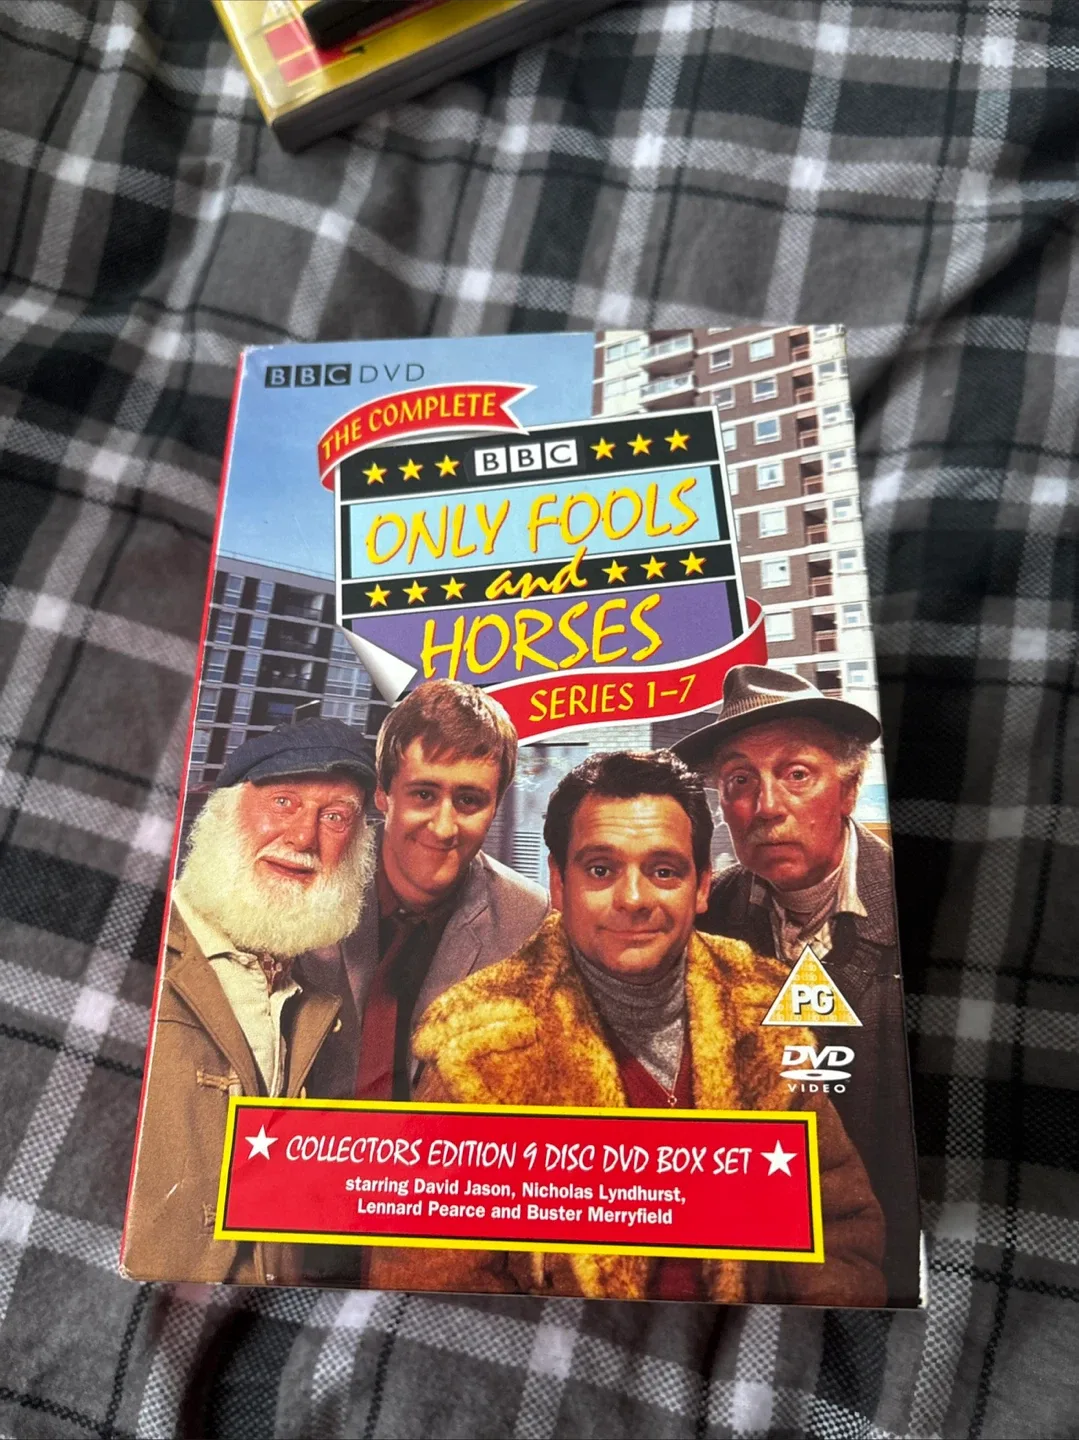 BBC DVD
THE COMPLETE
BBC
ONLY FOOLS
and
HORSES
SERIES 1-7
PG
DVD
VIDEO
COLLECTORS EDITION 9 DISC DVD BOX SET
starring David Jason, Nicholas Lyndhurst,
Lennard Pearce and Buster Merryfield